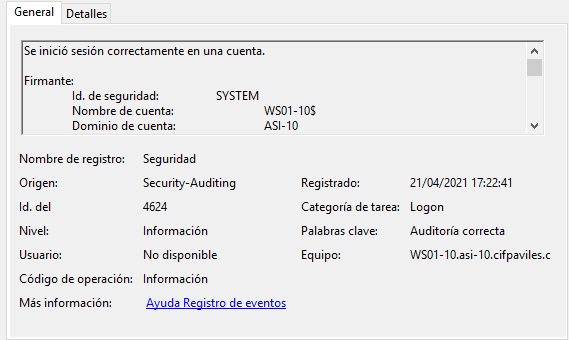 General Detalles
Se inició sesión correctamente en una cuenta.
Firmante:
Id. de seguridad: SYSTEM
Nombre de cuenta: WS01-10$
Dominio de cuenta: ASI-10
Nombre de registro: Seguridad
Origen: Security-Auditing Registrado: 21/04/2021 17:22:41
Id. del 4624 Categoría de tarea: Logon
Nivel: Información Palabras clave: Auditoría correcta
Usuario: No disponible Equipo: WS01-10.asi-10.cifpaviles.c
Código de operación: Información
Más información: Ayuda Registro de eventos